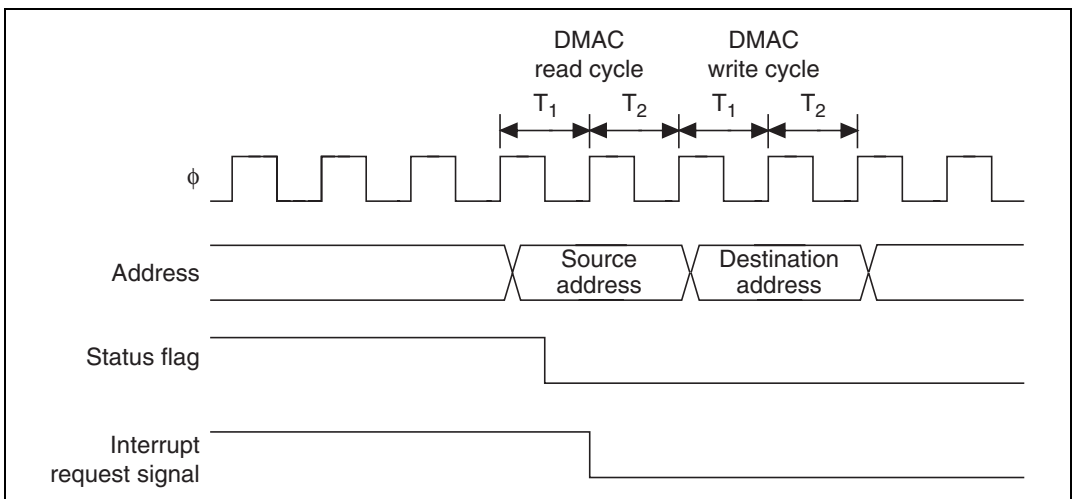 DMAC
read cycle
DMAC
write cycle
T1
T2
T1
T2
ϕ
Address
Source
address
Destination
address
Status flag
Interrupt
request signal